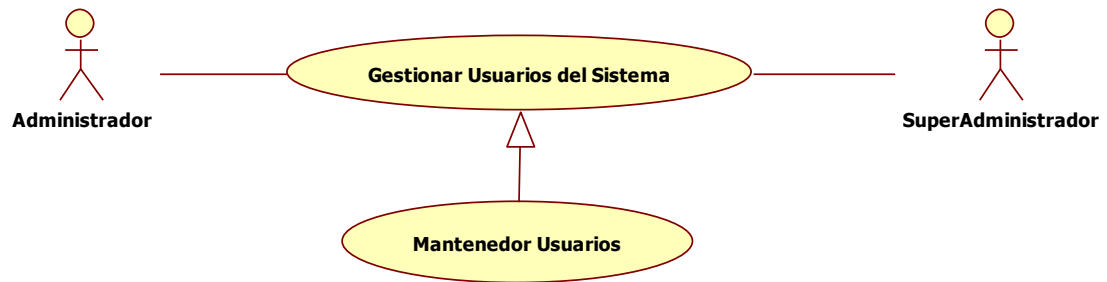 Gestionar Usuarios del Sistema
Administrador
SuperAdministrador
Mantenedor Usuarios